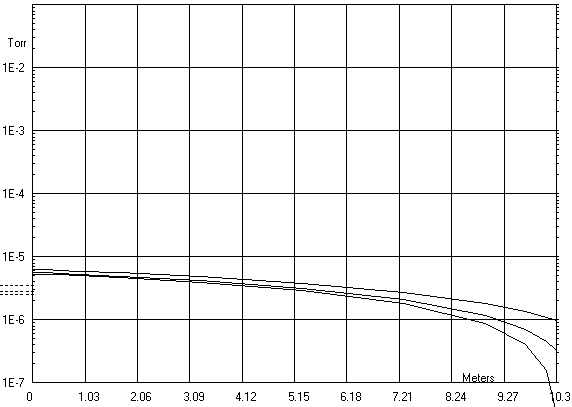 Torr
1E-2
1E-3
1E-4
1E-5
1E-6
1E-7
Meters
0 1.03 2.06 3.09 4.12 5.15 6.18 7.21 8.24 9.27 10.3